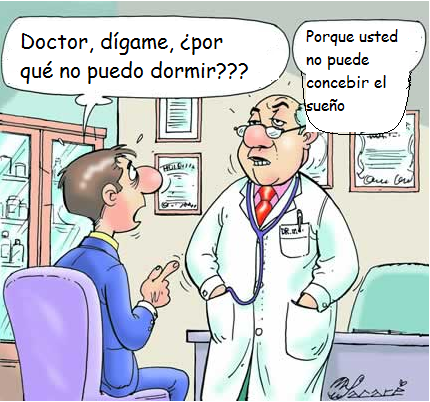 Doctor, dígame, ¿por
qué no puedo dormir???
Porque usted
no puede
concebir el
sueño